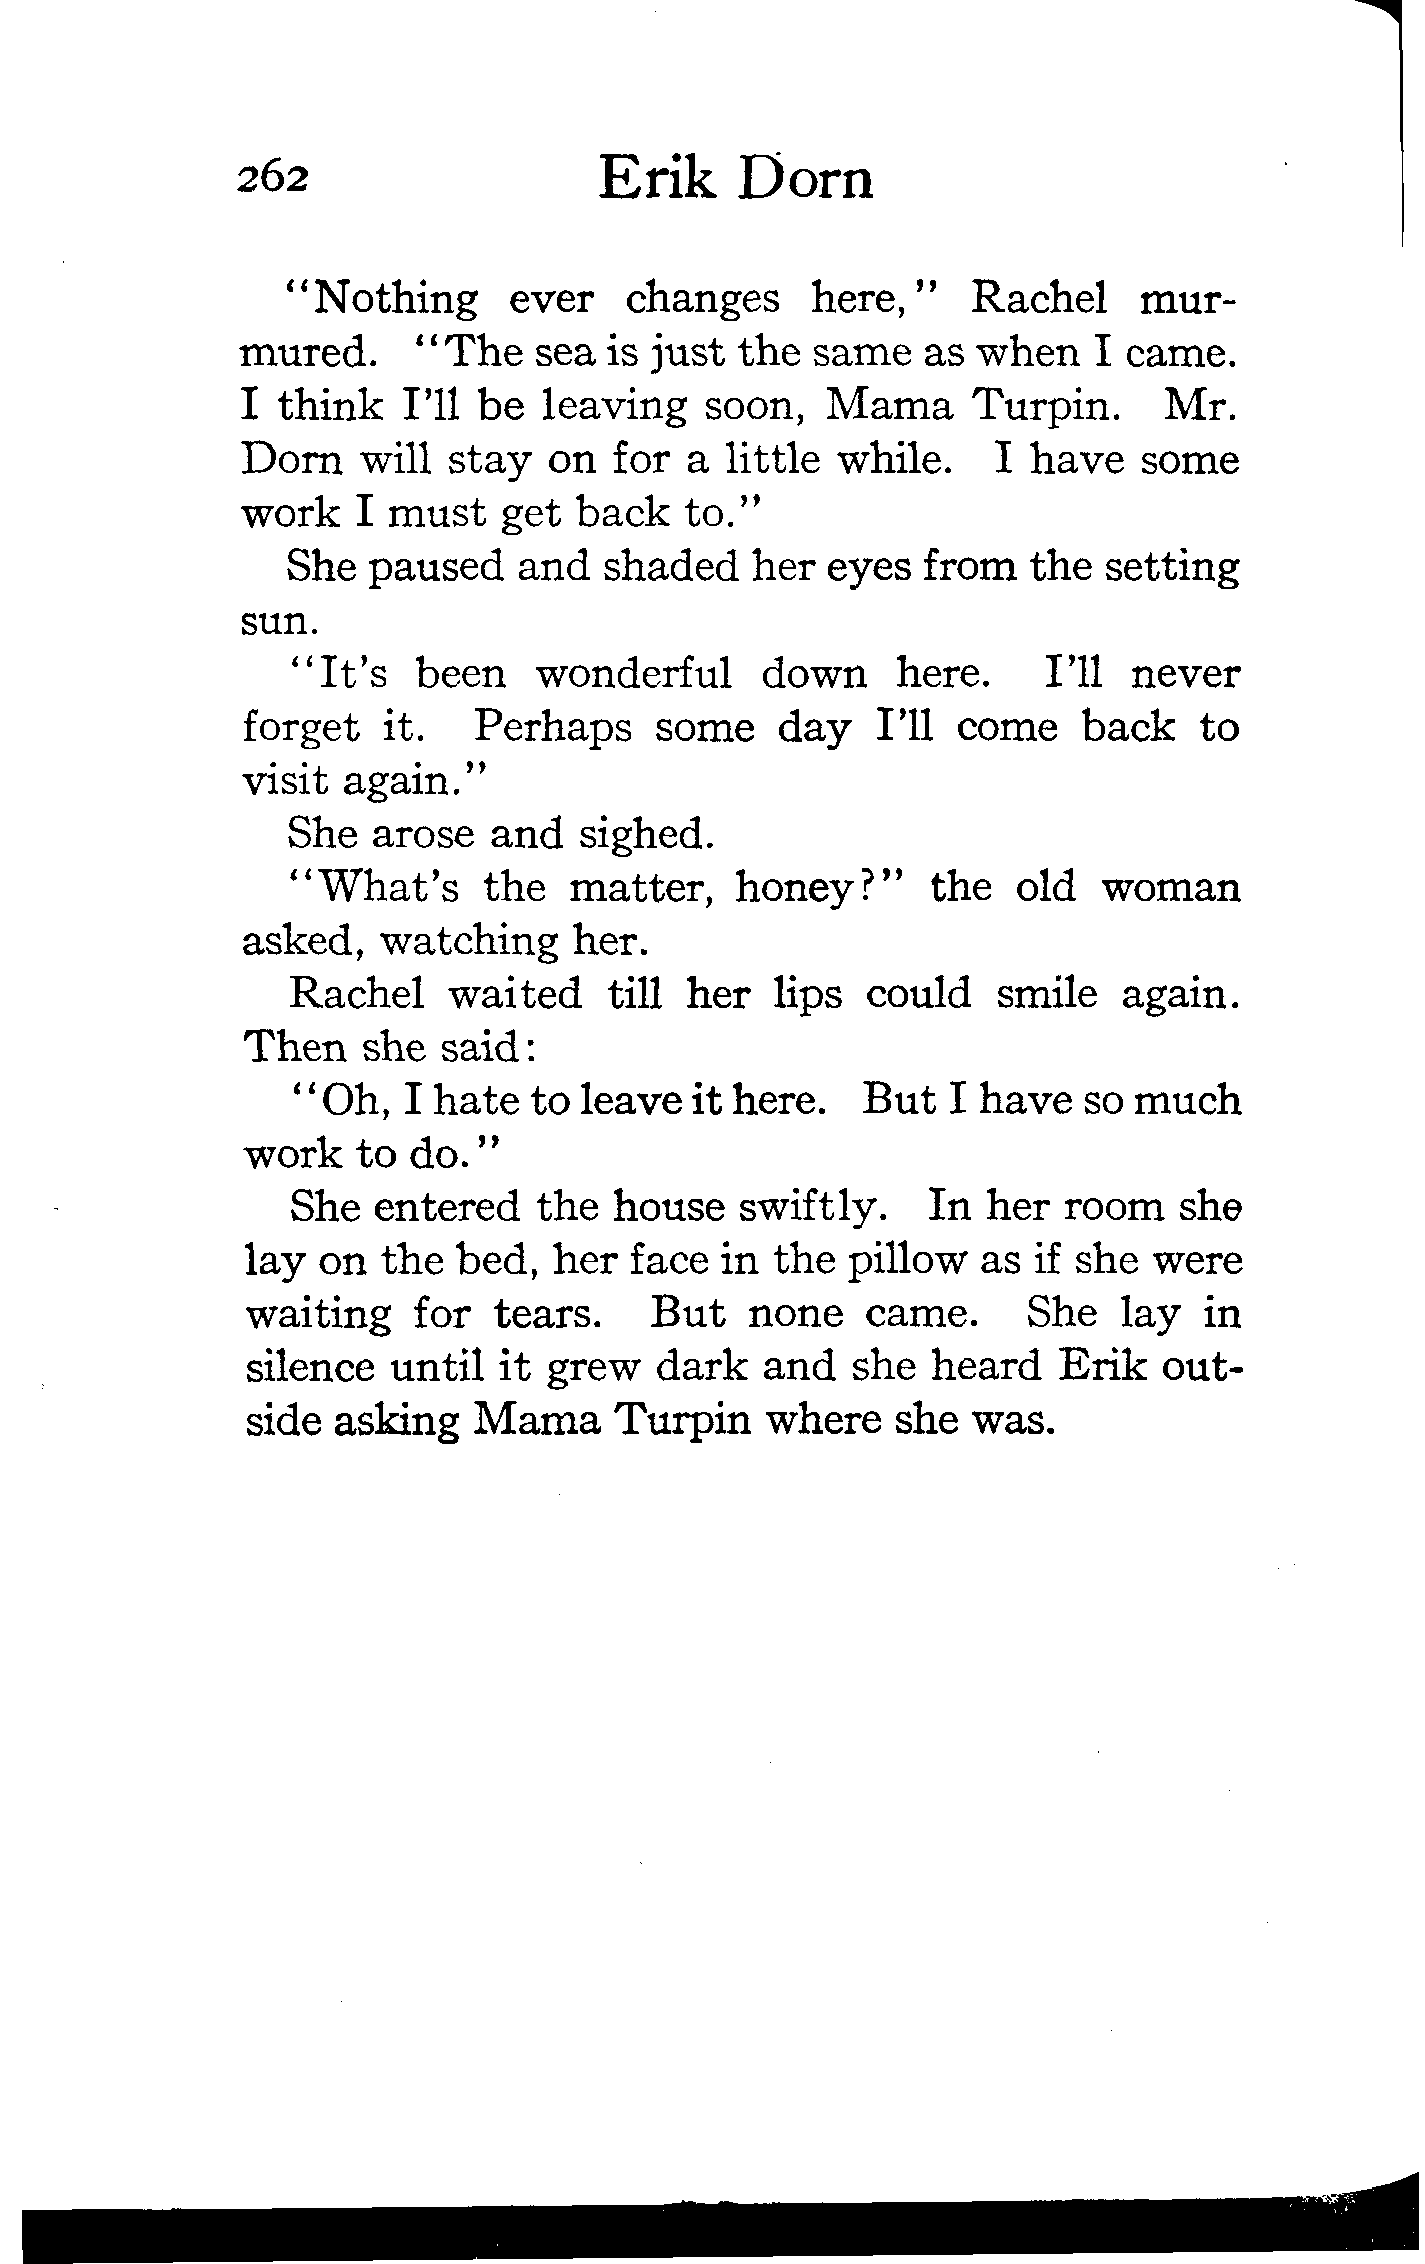 262 Erik Dorn
"Nothing ever changes here," Rachel mur-
mured. "The sea is just the same as when I came.
I think I'll be leaving soon, Mama Turpin. Mr.
Dorn will stay on for a little while. I have some
work I must get back to."
She paused and shaded her eyes from the setting
sun.
"It's been wonderful down here. I'll never
forget it. Perhaps some day I'll come back to
visit again."
She arose and sighed.
"What's the matter, honey?" the old woman
asked, watching her.
Rachel waited till her lips could smile again.
Then she said:
"Oh, I hate to leave it here. But I have so much
work to do."
She entered the house swiftly. In her room she
lay on the bed, her face in the pillow as if she were
waiting for tears. But none came. She lay in
silence until it grew dark and she heard Erik out-
side asking Mama Turpin where she was.